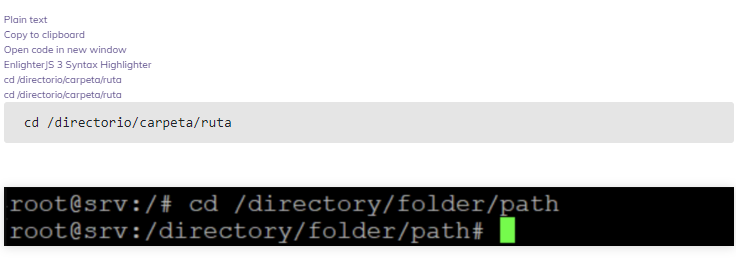 Plain text
Copy to clipboard
Open code in new window
EnlighterJS 3 Syntax Highlighter
cd /directorio/carpeta/ruta
cd /directorio/carpeta/ruta
cd /directorio/carpeta/ruta
root@srv:/# cd /directory/folder/path
root@srv:/directory/folder/path#